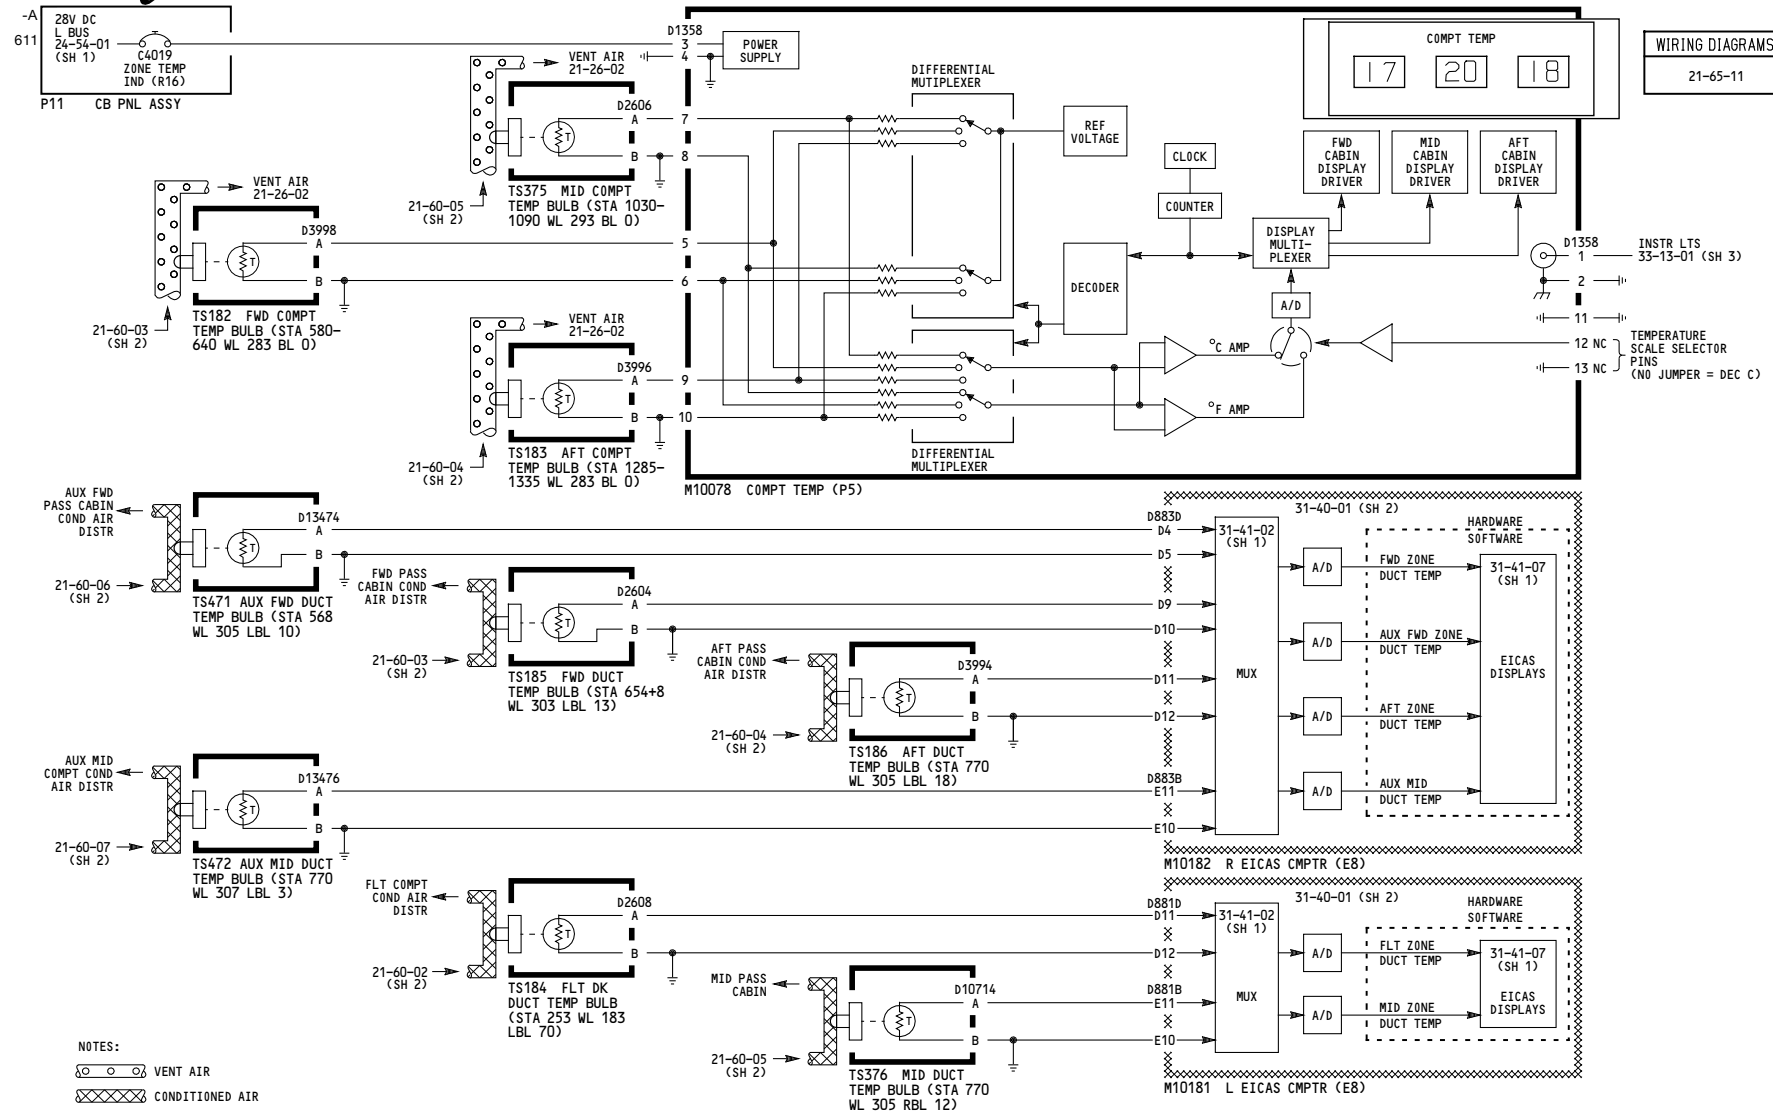 -A
611
28V DC
L BUS
24-54-01
(SH 1)
C4019
ZONE TEMP
IND (R16)
P11 CB PNL ASSY
VENT AIR
21-26-02
D2606
A
B
TS375 MID COMPT
TEMP BULB (STA 1030-
1090 WL 293 BL 0)
21-60-05
(SH 2)
VENT AIR
21-26-02
D3998
A
B
TS182 FWD COMPT
TEMP BULB (STA 580-
640 WL 283 BL 0)
21-60-03
(SH 2)
VENT AIR
21-26-02
D3996
A
B
TS183 AFT COMPT
TEMP BULB (STA 1285-
1335 WL 283 BL 0)
21-60-04
(SH 2)
D1358
3
4
7
8
5
6
9
10
POWER
SUPPLY
DIFFERENTIAL
MUTIPLEXER
REF
VOLTAGE
CLOCK
COUNTER
DECODER
DISPLAY
MULTI-
PLEXER
A/D
COMPT TEMP
17 20 18
FWD
CABIN
DISPLAY
DRIVER
MID
CABIN
DISPLAY
DRIVER
AFT
CABIN
DISPLAY
DRIVER
°C AMP
°F AMP
DIFFERENTIAL
MULTIPLEXER
M10078 COMPT TEMP (P5)
WIRING DIAGRAMS
21-65-11
D1358
1
INSTR LTS
33-13-01 (SH 3)
2
11
12 NC
13 NC
TEMPERATURE
SCALE SELECTOR
PINS
(NO JUMPER = DEC C)
AUX FWD
PASS CABIN
COND AIR
DISTR
21-60-06
(SH 2)
D13474
A
B
TS471 AUX FWD DUCT
TEMP BULB (STA 568
WL 305 LBL 10)
FWD PASS
CABIN COND
AIR DISTR
21-60-03
(SH 2)
D2604
A
B
TS185 FWD DUCT
TEMP BULB (STA 654+8
WL 303 LBL 13)
AFT PASS
CABIN COND
AIR DISTR
21-60-04
(SH 2)
D3994
A
B
TS186 AFT DUCT
TEMP BULB (STA 770
WL 305 LBL 18)
AUX MID
COMPT COND
AIR DISTR
21-60-07
(SH 2)
D13476
A
B
TS472 AUX MID DUCT
TEMP BULB (STA 770
WL 307 LBL 3)
D883D
D4
D5
D9
D10
D11
D12
D883B
E11
E10
31-40-01 (SH 2)
31-41-02
(SH 1)
MUX
A/D
A/D
A/D
A/D
HARDWARE
SOFTWARE
FWD ZONE
DUCT TEMP
AUX FWD ZONE
DUCT TEMP
AFT ZONE
DUCT TEMP
AUX MID
DUCT TEMP
31-41-07
(SH 1)
EICAS
DISPLAYS
M10182 R EICAS CMPTR (E8)
FLT COMPT
COND AIR
DISTR
21-60-02
(SH 2)
D2608
A
B
TS184 FLT DK
DUCT TEMP BULB
(STA 253 WL 183
LBL 70)
MID PASS
CABIN
21-60-05
(SH 2)
D10714
A
B
TS376 MID DUCT
TEMP BULB (STA 770
WL 305 RBL 12)
D881D
D11
D12
D881B
E11
E10
31-40-01 (SH 2)
31-41-02
(SH 1)
MUX
A/D
A/D
HARDWARE
SOFTWARE
FLT ZONE
DUCT TEMP
MID ZONE
DUCT TEMP
31-41-07
(SH 1)
EICAS
DISPLAYS
M10181 L EICAS CMPTR (E8)
NOTES:
VENT AIR
CONDITIONED AIR